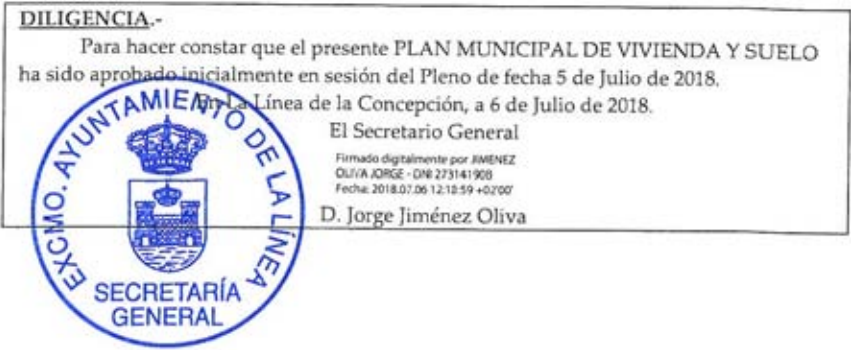 DILIGENCIA.-
Para hacer constar que el presente PLAN MUNICIPAL DE VIVIENDA Y SUELO
ha sido aprobado inicialmente en sesión del Pleno de fecha 5 de Julio de 2018.
En La Línea de la Concepción, a 6 de Julio de 2018.
El Secretario General
Firmado digitalmente por JIMENEZ
OLIVA JORGE - DNI 27314190B
Fecha: 2018.07.06 12:12:59 +02'00'
D. Jorge Jiménez Oliva
EXCMO. AYUNTAMIENTO DE LA LÍNEA
SECRETARÍA
GENERAL